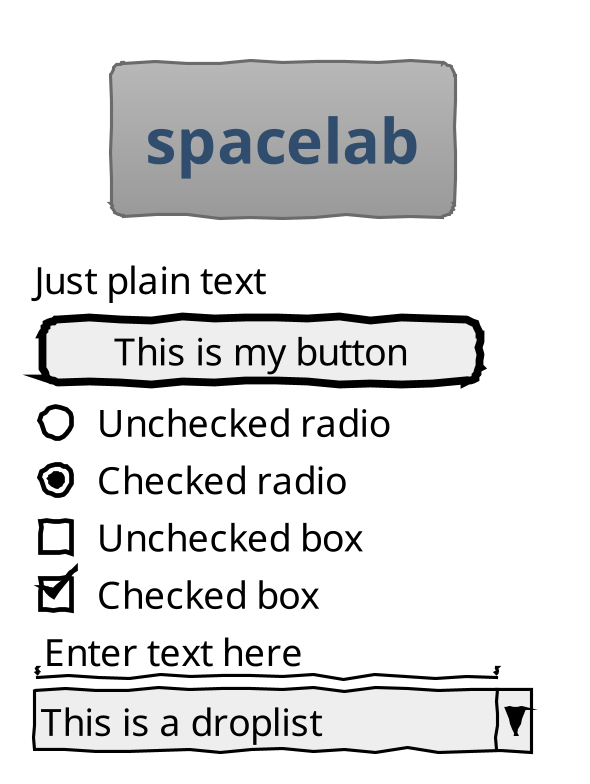 spacelab
Just plain text
This is my button
Unchecked radio
Checked radio
Unchecked box
Checked box
Enter text here
This is a droplist